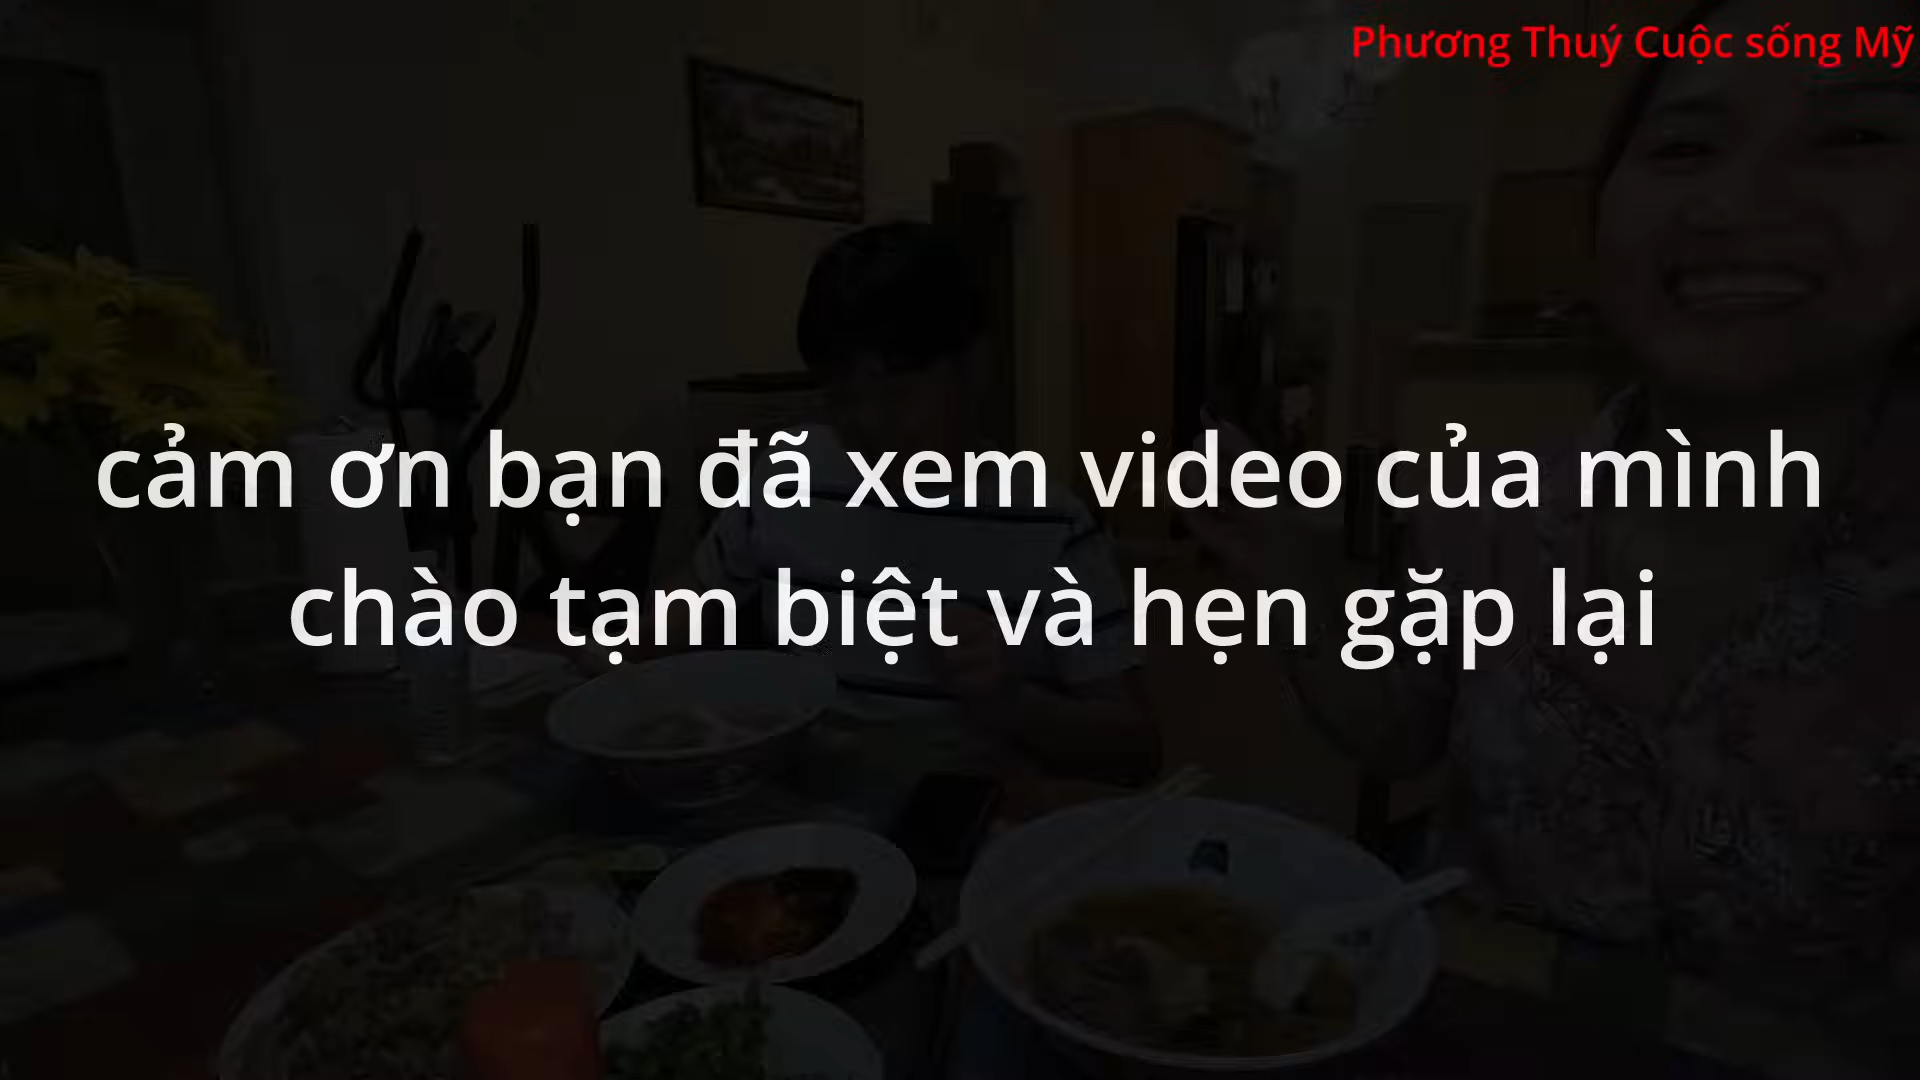 Phương Thuý Cuộc sống Mỹ
cảm ơn bạn đã xem video của mình
chào tạm biệt và hẹn gặp lại